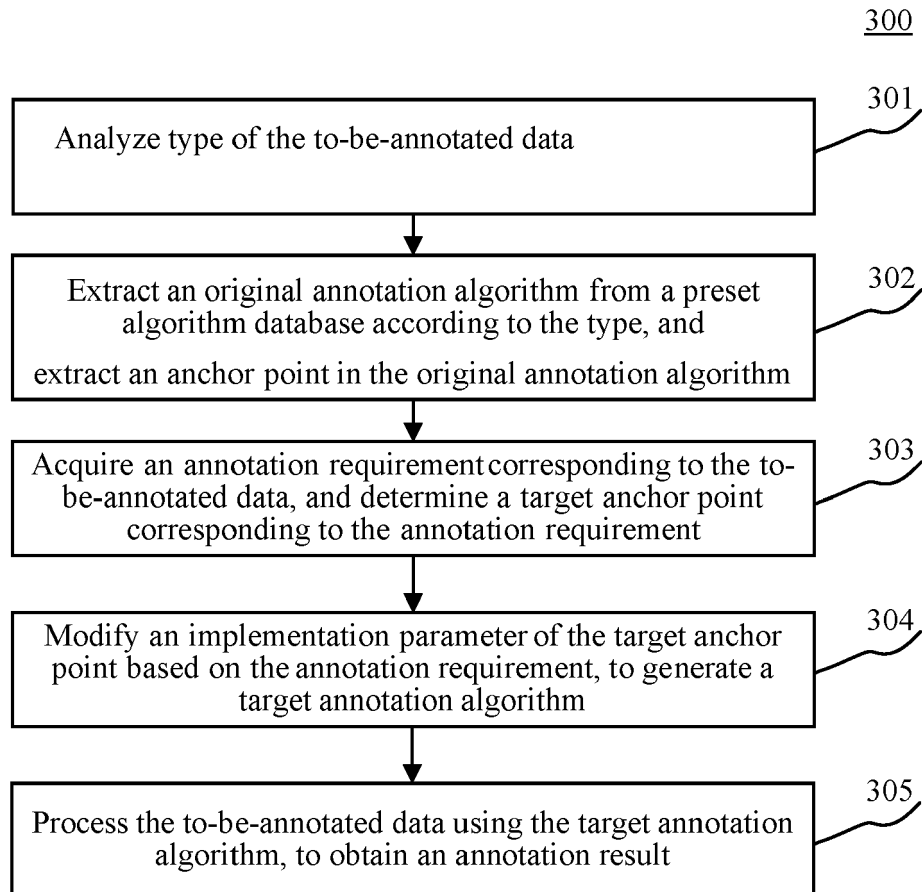 300
301
Analyze type of the to-be-annotated data
302
Extract an original annotation algorithm from a preset
algorithm database according to the type, and
extract an anchor point in the original annotation algorithm
303
Acquire an annotation requirement corresponding to the to-
be-annotated data, and determine a target anchor point
corresponding to the annotation requirement
304
Modify an implementation parameter of the target anchor
point based on the annotation requirement, to generate a
target annotation algorithm
305
Process the to-be-annotated data using the target annotation
algorithm, to obtain an annotation result